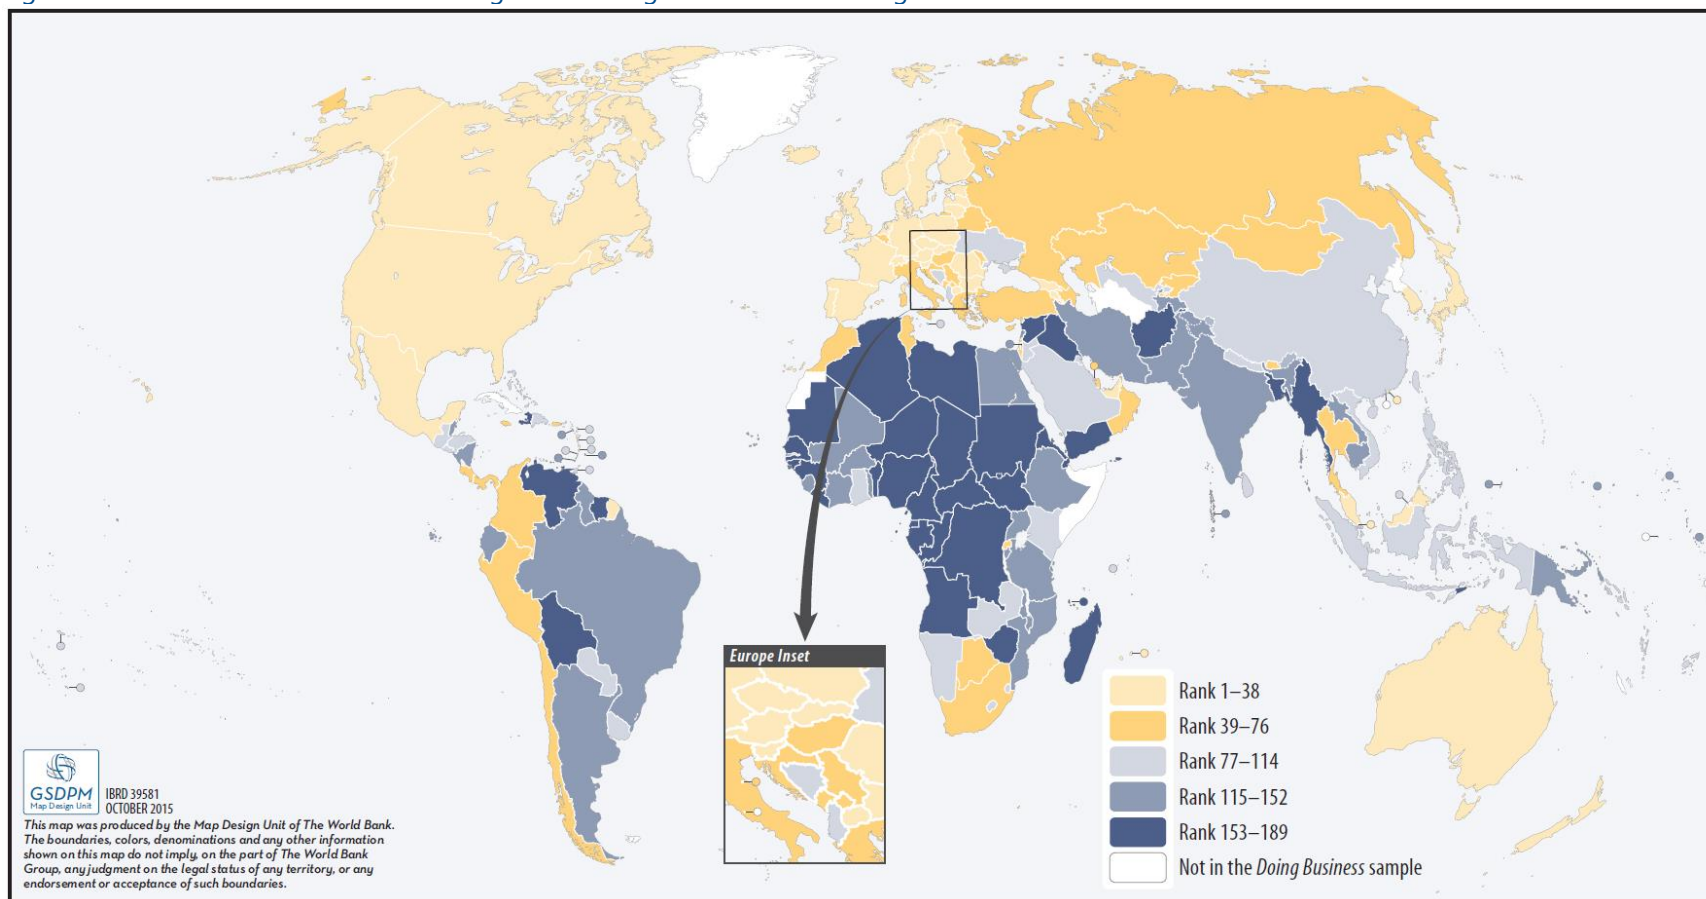 Europe Inset
Rank 1–38
Rank 39–76
Rank 77–114
Rank 115–152
Rank 153–189
Not in the Doing Business sample
GSDPM
Map Design Unit
IBRD 39581
OCTOBER 2015
This map was produced by the Map Design Unit of The World Bank.
The boundaries, colors, denominations and any other information
shown on this map do not imply, on the part of The World Bank
Group, any judgment on the legal status of any territory, or any
endorsement or acceptance of such boundaries.